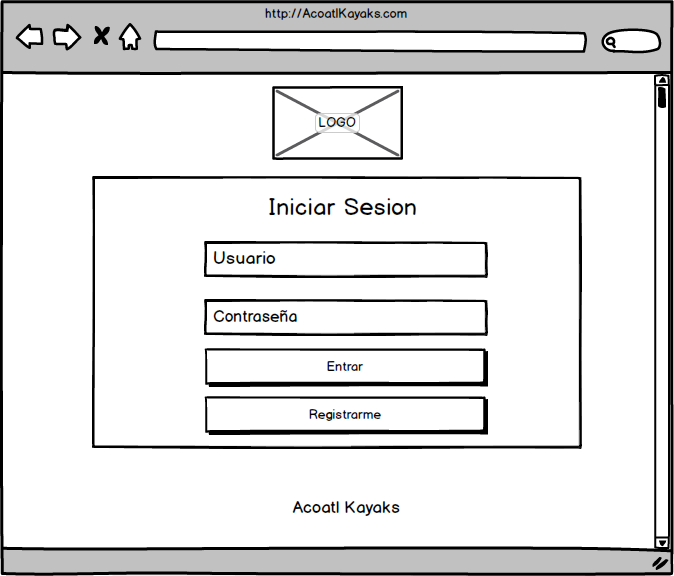 http://AcoatlKayaks.com
LOGO
Iniciar Sesion
Usuario
Contraseña
Entrar
Registrarme
Acoatl Kayaks